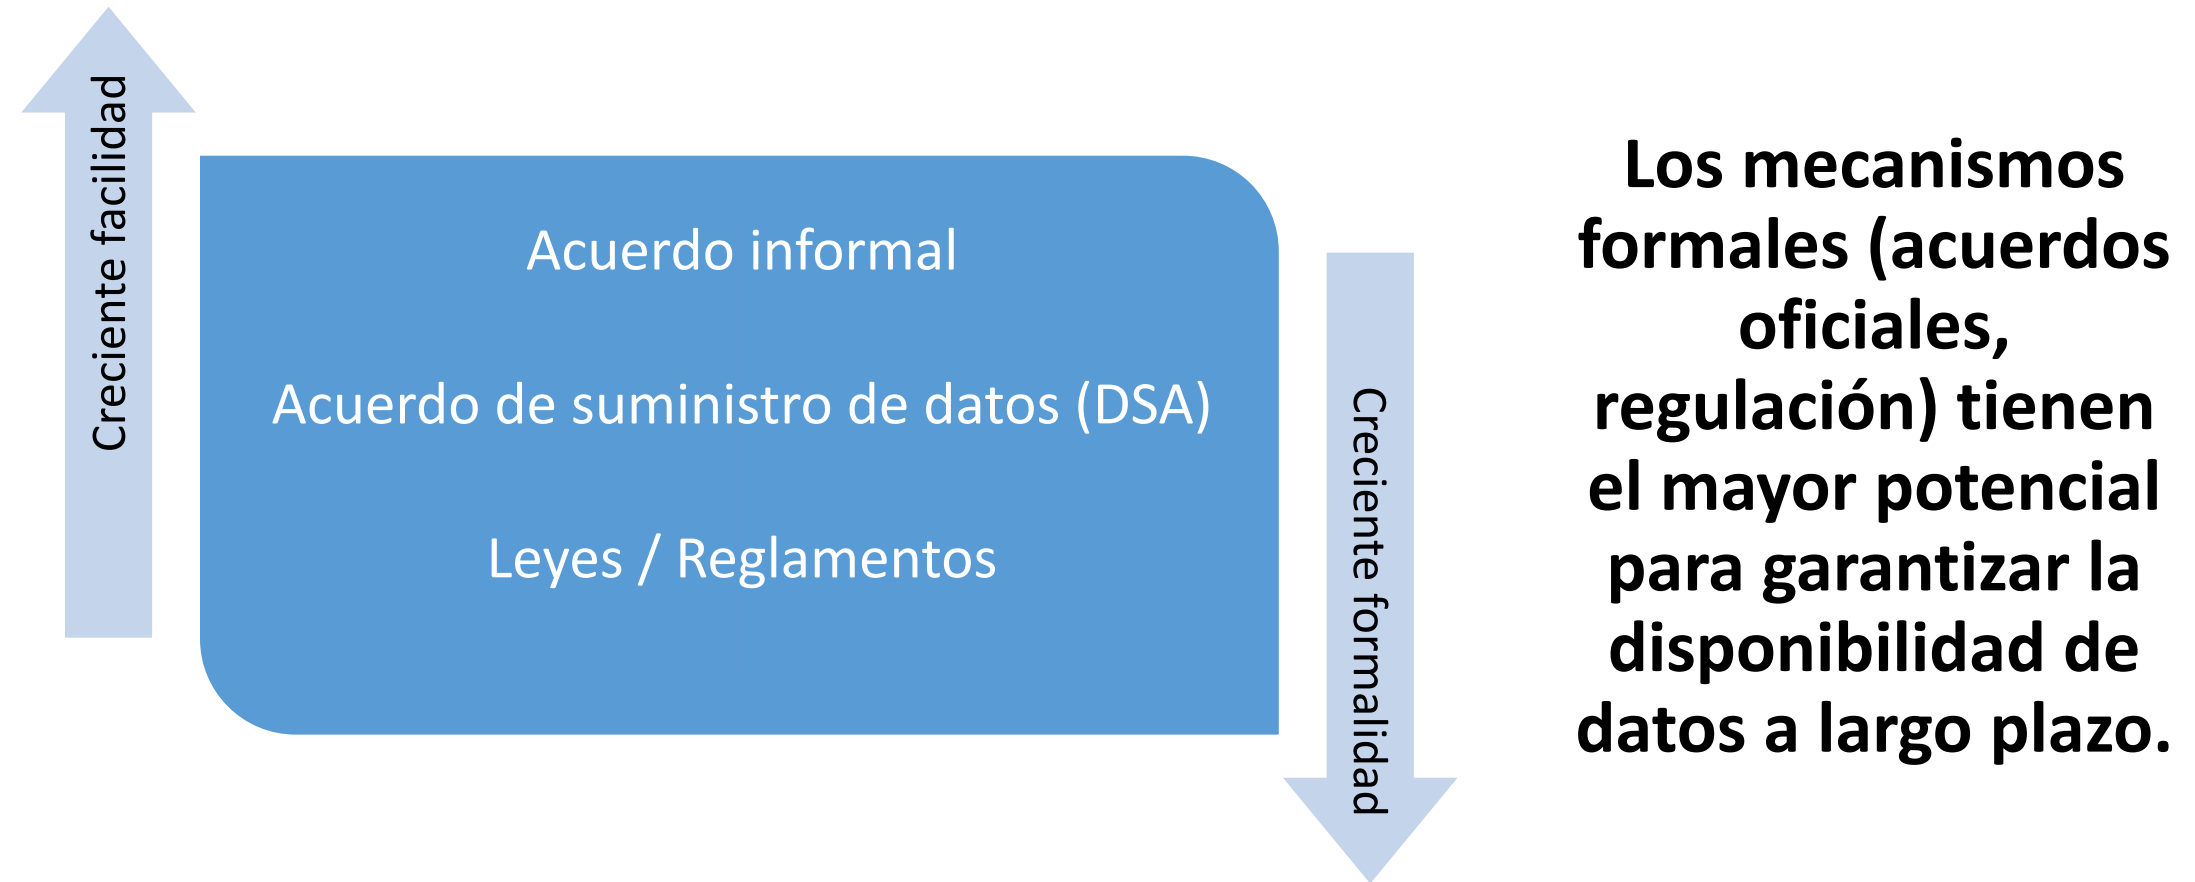 Creciente facilidad
Acuerdo informal
Acuerdo de suministro de datos (DSA)
Leyes / Reglamentos
Creciente formalidad
Los mecanismos
formales (acuerdos
oficiales,
regulación) tienen
el mayor potencial
para garantizar la
disponibilidad de
datos a largo plazo.